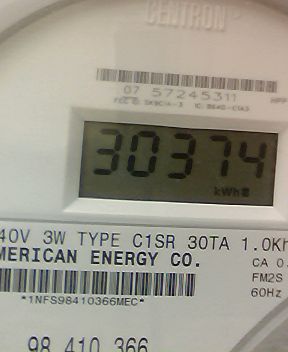 CENTRON®
07 57245311
30374
kWh
40V 3W TYPE C1SR 30TA 1.0Kh
MERICAN ENERGY CO.
CA 0.
FM2S
60Hz
*1NFS98410366MEC*
98 410 366